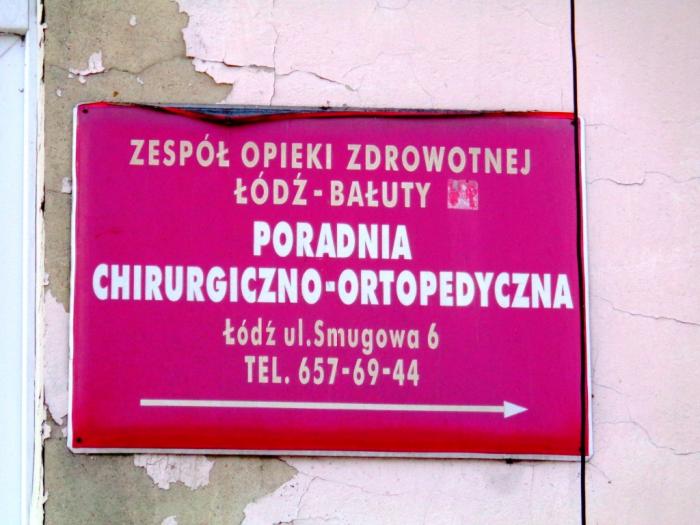 ZESPÓŁ OPIEKI ZDROWOTNEJ
ŁÓDŹ-BAŁUTY
PORADNIA
CHIRURGICZNO-ORTOPEDYCZNA
Łódź ul.Smugowa 6
TEL. 657-69-44